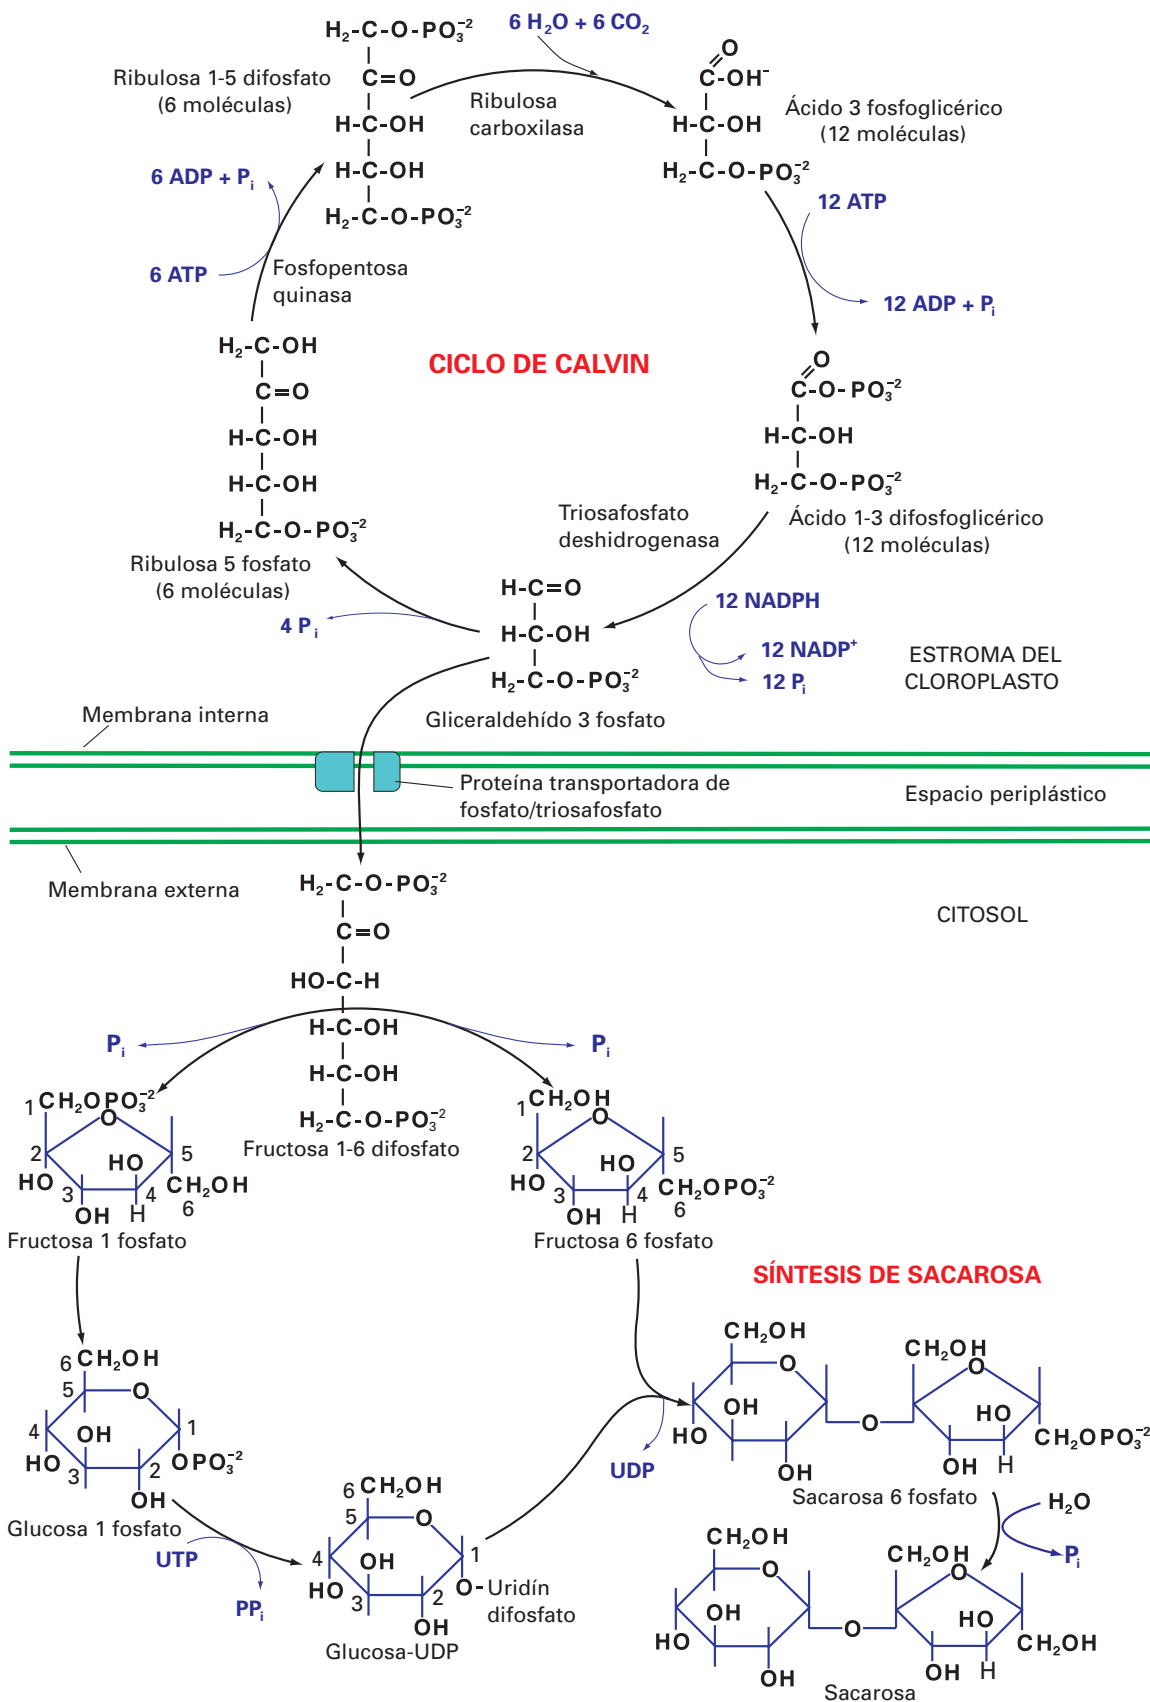 H₂-C-O-PO₃⁻²
C=O
H-C-OH
H-C-OH
H₂-C-O-PO₃⁻²
Ribulosa 1-5 difosfato
(6 moléculas)
6 H₂O + 6 CO₂
Ribulosa
carboxilasa
O
C-OH⁻
H-C-OH
H₂-C-O-PO₃⁻²
Ácido 3 fosfoglicérico
(12 moléculas)
6 ADP + Pᵢ
6 ATP
Fosfopentosa
quinasa
12 ATP
12 ADP + Pᵢ
CICLO DE CALVIN
H₂-C-OH
C=O
H-C-OH
H-C-OH
H₂-C-O-PO₃⁻²
Ribulosa 5 fosfato
(6 moléculas)
O
C-O-PO₃⁻²
H-C-OH
H₂-C-O-PO₃⁻²
Ácido 1-3 difosfoglicérico
(12 moléculas)
Triosafosfato
deshidrogenasa
12 NADPH
12 NADP⁺
12 Pᵢ
4 Pᵢ
H-C=O
H-C-OH
H₂-C-O-PO₃⁻²
Gliceraldehído 3 fosfato
ESTROMA DEL
CLOROPLASTO
Membrana interna
Proteína transportadora de
fosfato/triosafosfato
Espacio periplástico
Membrana externa
CITOSOL
H₂-C-O-PO₃⁻²
C=O
HO-C-H
H-C-OH
H-C-OH
H₂-C-O-PO₃⁻²
Fructosa 1-6 difosfato
Pᵢ
Pᵢ
1 CH₂OPO₃⁻²
O
2
5
HO
HO
3
4
CH₂OH
6
OH
H
Fructosa 1 fosfato
1 CH₂OH
O
2
5
HO
HO
3
4
CH₂OPO₃⁻²
6
OH
H
Fructosa 6 fosfato
SÍNTESIS DE SACAROSA
6 CH₂OH
5
O
4
OH
1
HO
3
2
OPO₃⁻²
OH
Glucosa 1 fosfato
UTP
PPᵢ
6 CH₂OH
5
O
4
OH
1
HO
3
2
O-Uridín
difosfato
OH
Glucosa-UDP
UDP
CH₂OH
O
OH
HO
OH
O
CH₂OH
O
HO
CH₂OPO₃⁻²
OH
H
Sacarosa 6 fosfato
H₂O
Pᵢ
CH₂OH
O
OH
HO
OH
O
CH₂OH
O
HO
CH₂OH
OH
H
Sacarosa